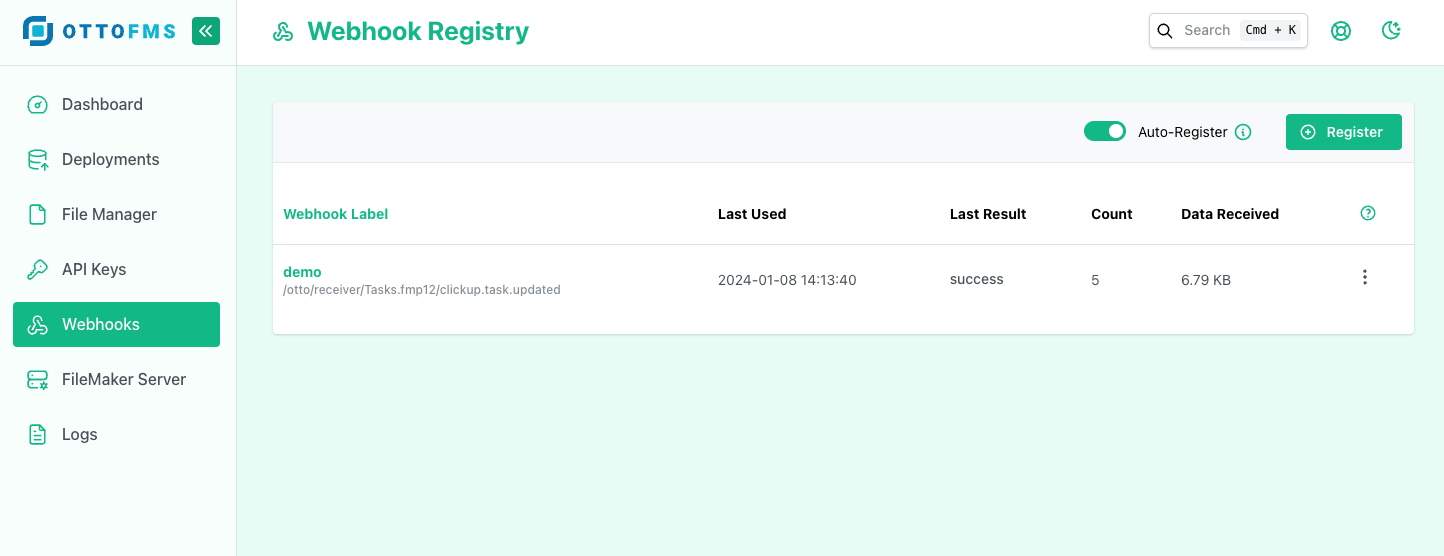 OTTOFMS
Webhook Registry
Search Cmd + K
Dashboard
Deployments
File Manager
API Keys
Webhooks
FileMaker Server
Logs
Auto-Register
Register
Webhook Label Last Used Last Result Count Data Received
demo
/otto/receiver/Tasks.fmp12/clickup.task.updated
2024-01-08 14:13:40 success 5 6.79 KB